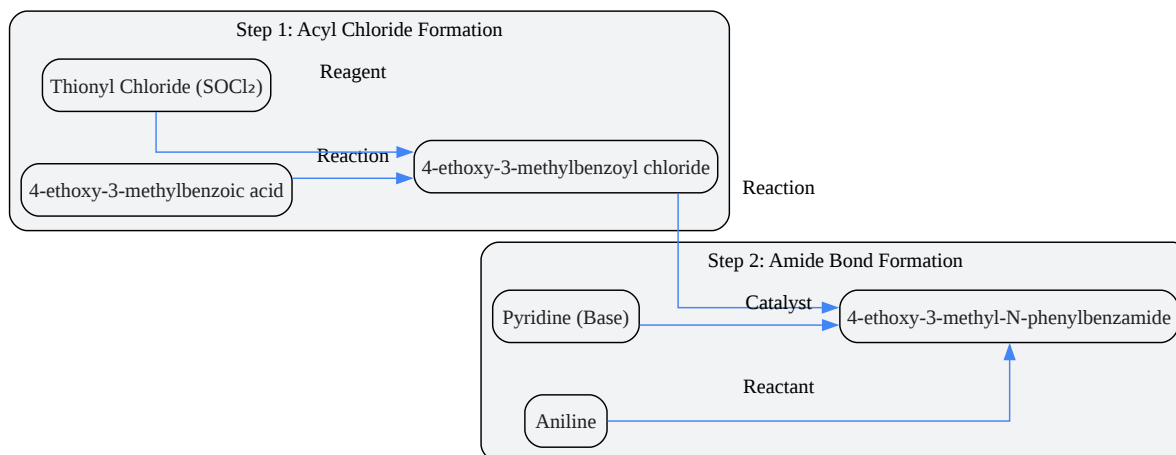 Step 1: Acyl Chloride Formation
Thionyl Chloride (SOCl₂)
Reagent
Reaction
4-ethoxy-3-methylbenzoic acid
4-ethoxy-3-methylbenzoyl chloride
Reaction
Step 2: Amide Bond Formation
Pyridine (Base)
Catalyst
4-ethoxy-3-methyl-N-phenylbenzamide
Reactant
Aniline